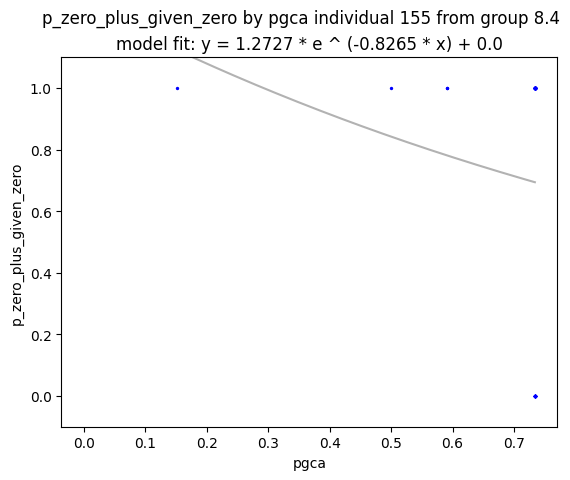 p_zero_plus_given_zero by pgca individual 155 from group 8.4
model fit: y = 1.2727 * e ^ (-0.8265 * x) + 0.0
1.0
0.8
0.6
0.4
0.2
0.0
p_zero_plus_given_zero
0.0 0.1 0.2 0.3 0.4 0.5 0.6 0.7
pgca